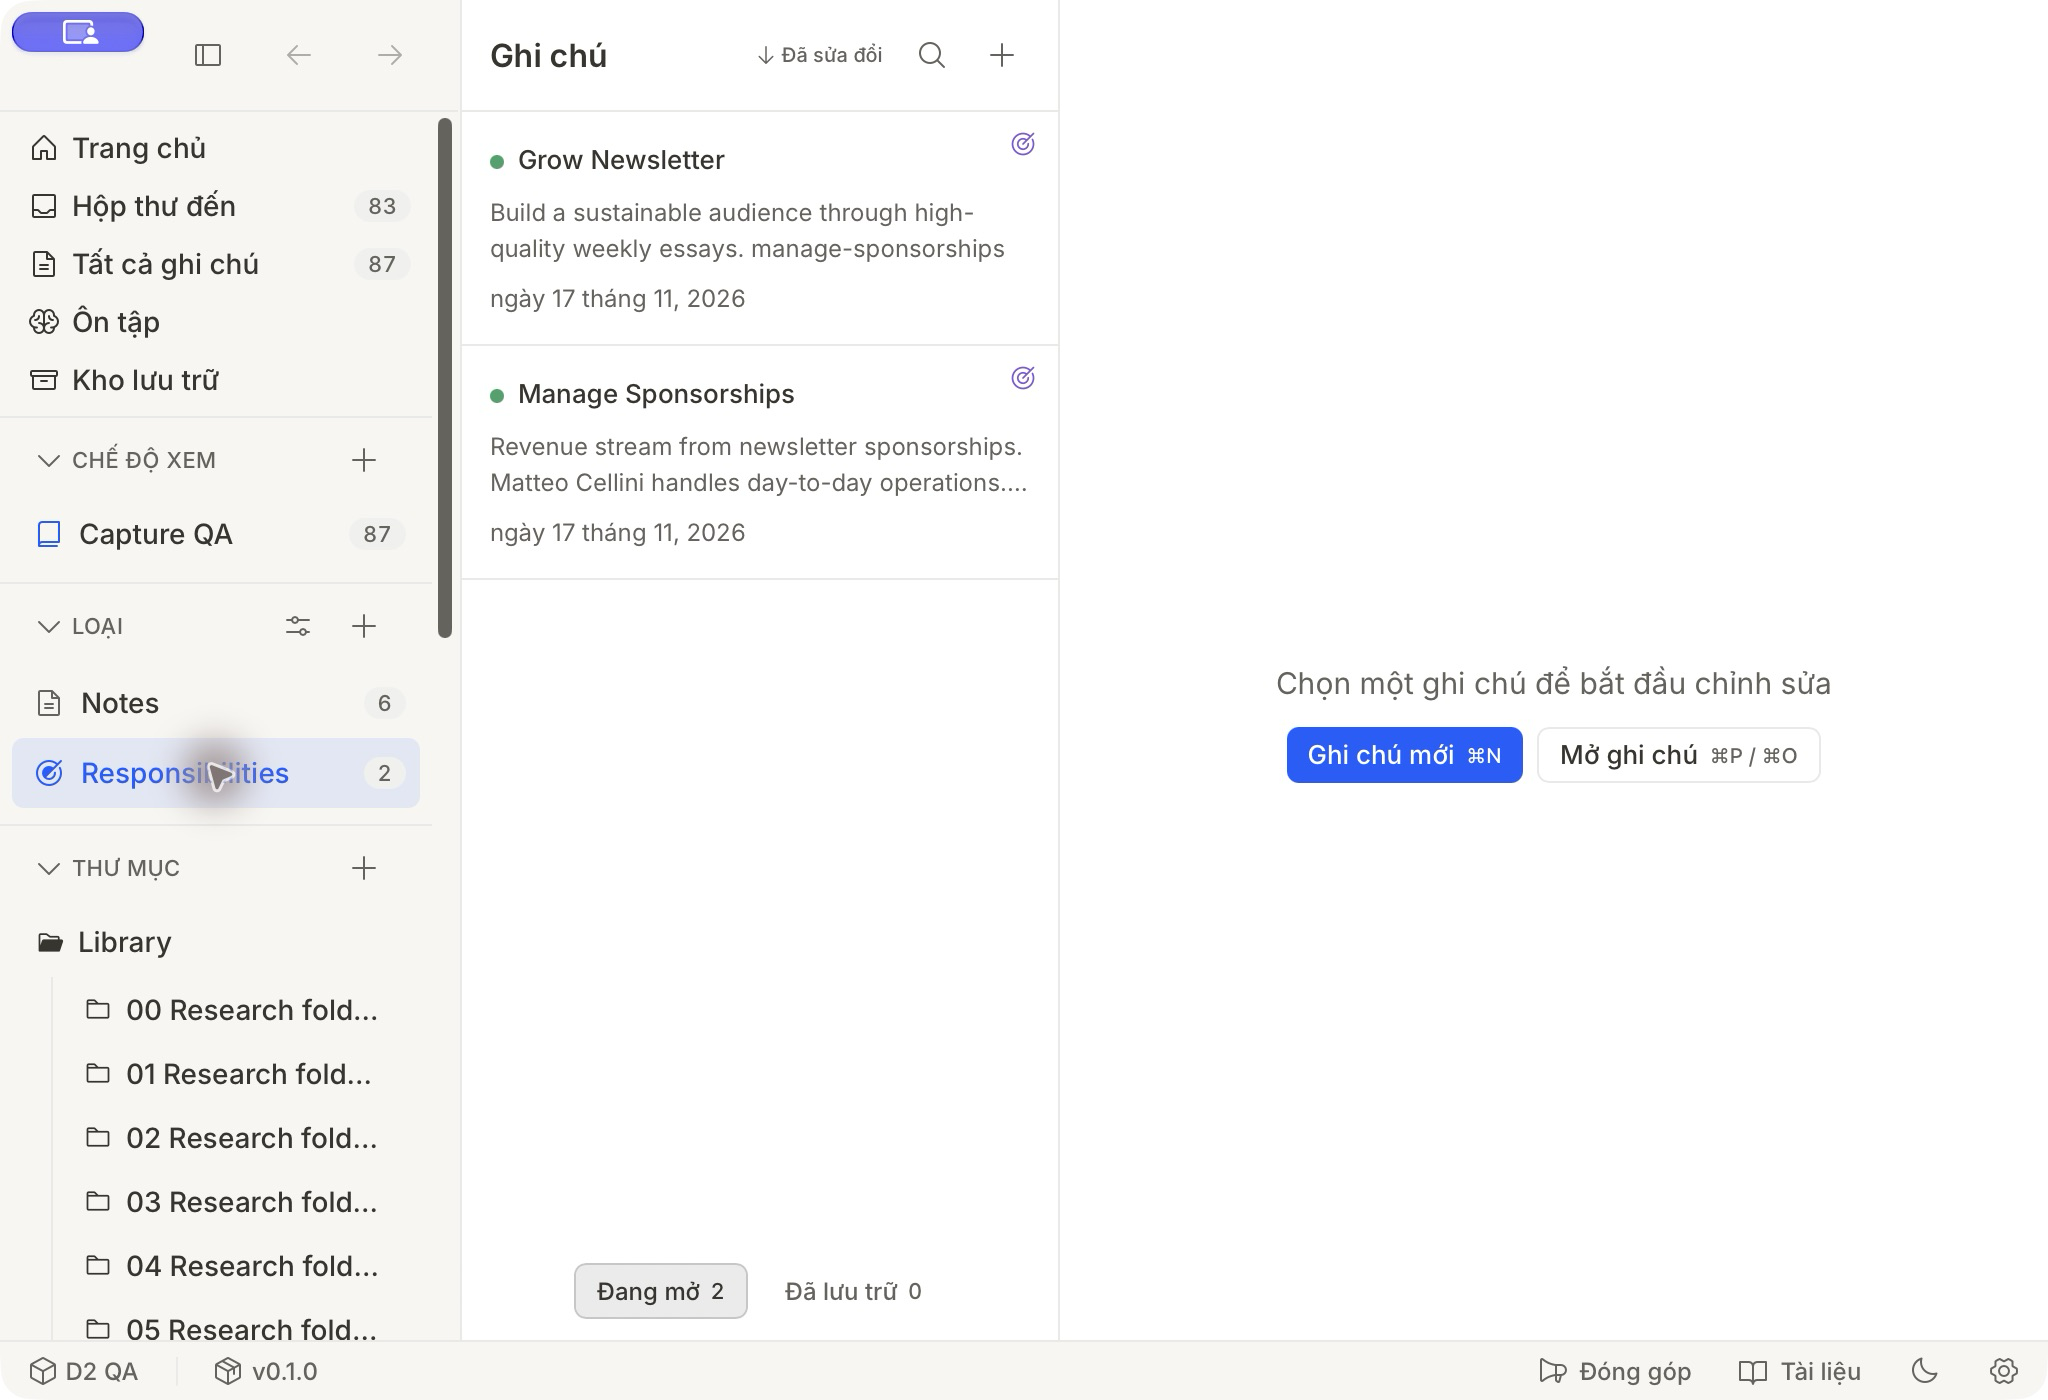 Trang chủ
Hộp thư đến 83
Tất cả ghi chú 87
Ôn tập
Kho lưu trữ
CHẾ ĐỘ XEM
Capture QA 87
LOẠI
Notes 6
Responsibilities 2
THƯ MỤC
Library
00 Research fold...
01 Research fold...
02 Research fold...
03 Research fold...
04 Research fold...
05 Research fold...
Ghi chú
Đã sửa đổi
Grow Newsletter
Build a sustainable audience through high-
quality weekly essays. manage-sponsorships
ngày 17 tháng 11, 2026
Manage Sponsorships
Revenue stream from newsletter sponsorships.
Matteo Cellini handles day-to-day operations....
ngày 17 tháng 11, 2026
Đang mở 2 Đã lưu trữ 0
Chọn một ghi chú để bắt đầu chỉnh sửa
Ghi chú mới ⌘N Mở ghi chú ⌘P / ⌘O
D2 QA v0.1.0 Đóng góp Tài liệu